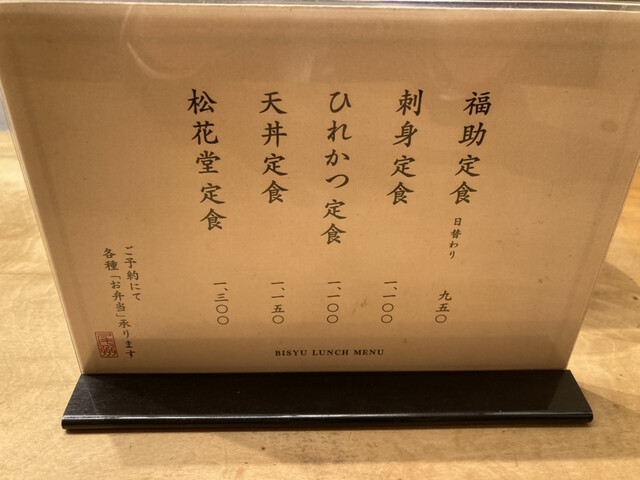 福助定食 日替わり 九五〇
刺身定食 一、一〇〇
ひれかつ定食 一、一〇〇
天丼定食 一、一五〇
松花堂定食 一、三〇〇
ご予約にて
各種「お弁当」承ります
BISYU LUNCH MENU